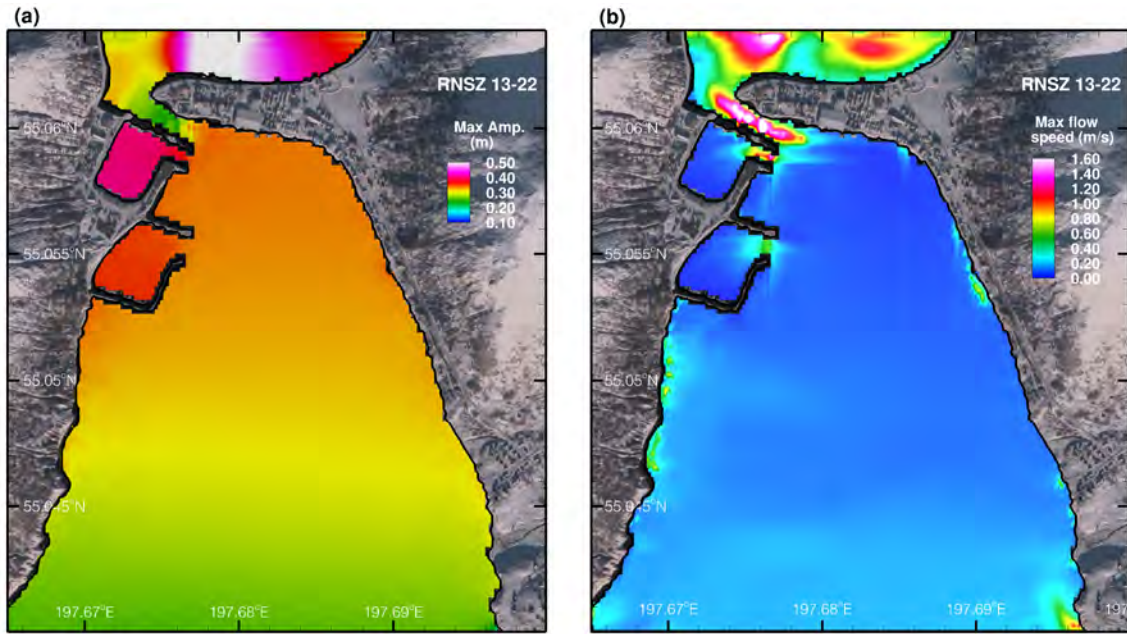 (a)
RNSZ 13-22
Max Amp.
(m)
0.50
0.40
0.30
0.20
0.10
55.06°N
55.055°N
55.05°N
55.045°N
197.67°E
197.68°E
197.69°E
(b)
RNSZ 13-22
Max flow
speed (m/s)
1.60
1.40
1.20
1.00
0.80
0.60
0.40
0.20
0.00
55.06°N
55.055°N
55.05°N
55.045°N
197.67°E
197.68°E
197.69°E